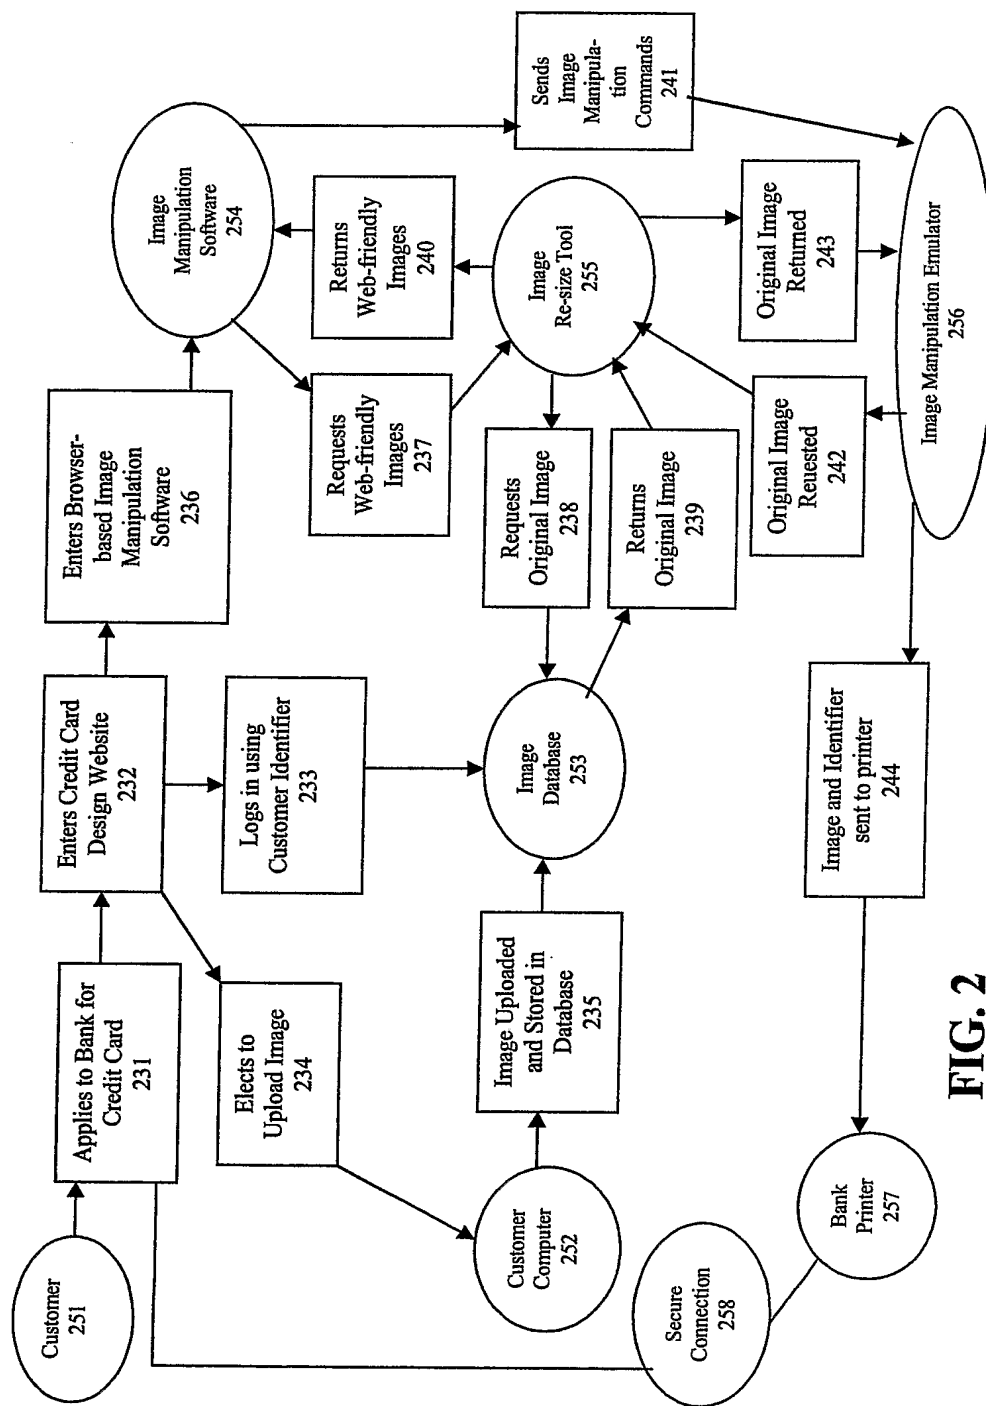 Customer
251
Applies to Bank for
Credit Card
231
Enters Credit Card
Design Website
232
Enters Browser-
based Image
Manipulation
Software
236
Image
Manipulation
Software
254
Elects to
Upload Image
234
Logs in using
Customer Identifier
233
Requests
Web-friendly
Images
237
Returns
Web-friendly
Images
240
Sends
Image
Manipula-
tion
Commands
241
Customer
Computer
252
Image Uploaded
and Stored in
Database
235
Image
Database
253
Requests
Original Image
238
Returns
Original Image
239
Image
Re-size Tool
255
Secure
Connection
258
Bank
Printer
257
Image and Identifier
sent to printer
244
Original Image
Reuested
242
Original Image
Returned
243
Image Manipulation Emulator
256
FIG. 2